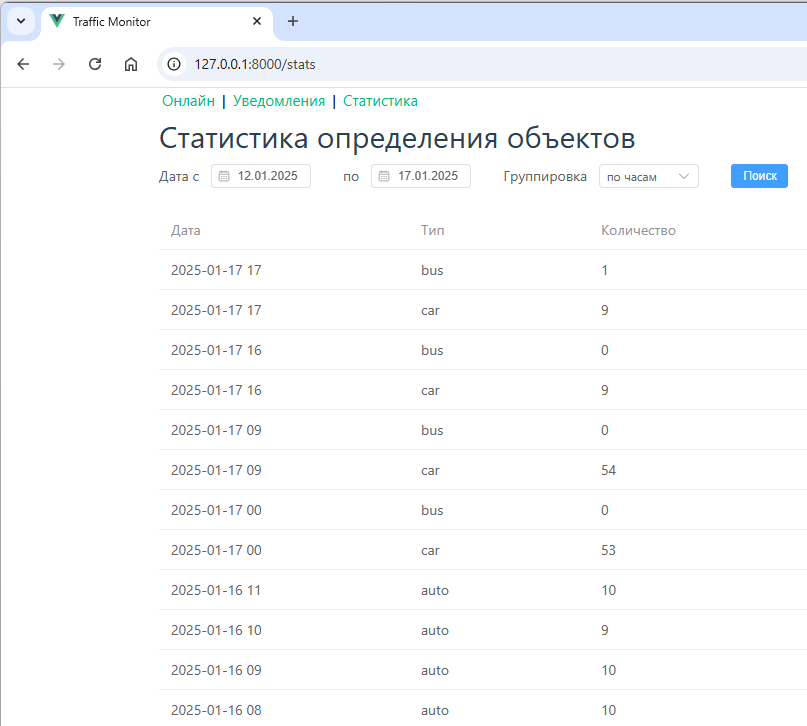 Traffic Monitor
127.0.0.1:8000/stats
Онлайн | Уведомления | Статистика
Статистика определения объектов
Дата с 12.01.2025 по 17.01.2025 Группировка по часам Поиск
Дата Тип Количество
2025-01-17 17 bus 1
2025-01-17 17 car 9
2025-01-17 16 bus 0
2025-01-17 16 car 9
2025-01-17 09 bus 0
2025-01-17 09 car 54
2025-01-17 00 bus 0
2025-01-17 00 car 53
2025-01-16 11 auto 10
2025-01-16 10 auto 9
2025-01-16 09 auto 10
2025-01-16 08 auto 10